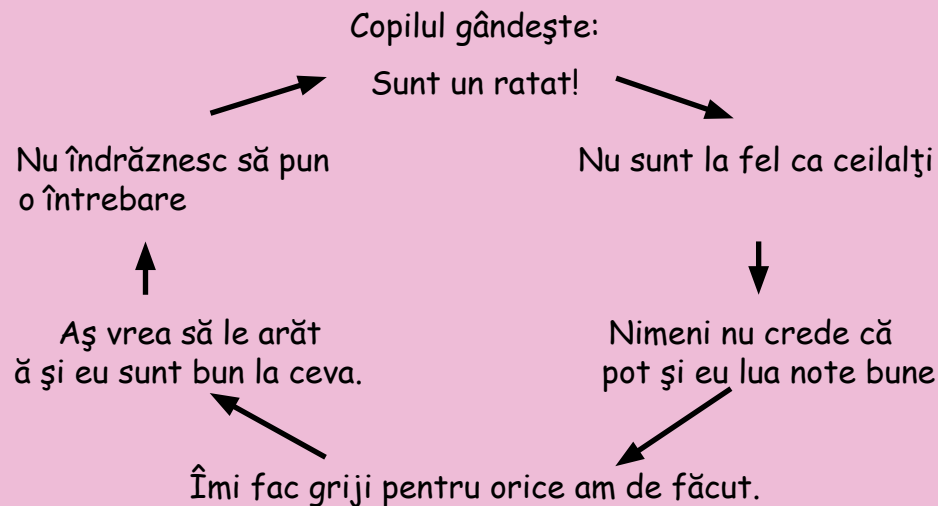 Copilul gândeşte:
Sunt un ratat!
Nu sunt la fel ca ceilalţi
Nimeni nu crede că
pot şi eu lua note bune
Îmi fac griji pentru orice am de făcut.
Aş vrea să le arăt
ă şi eu sunt bun la ceva.
Nu îndrăznesc să pun
o întrebare